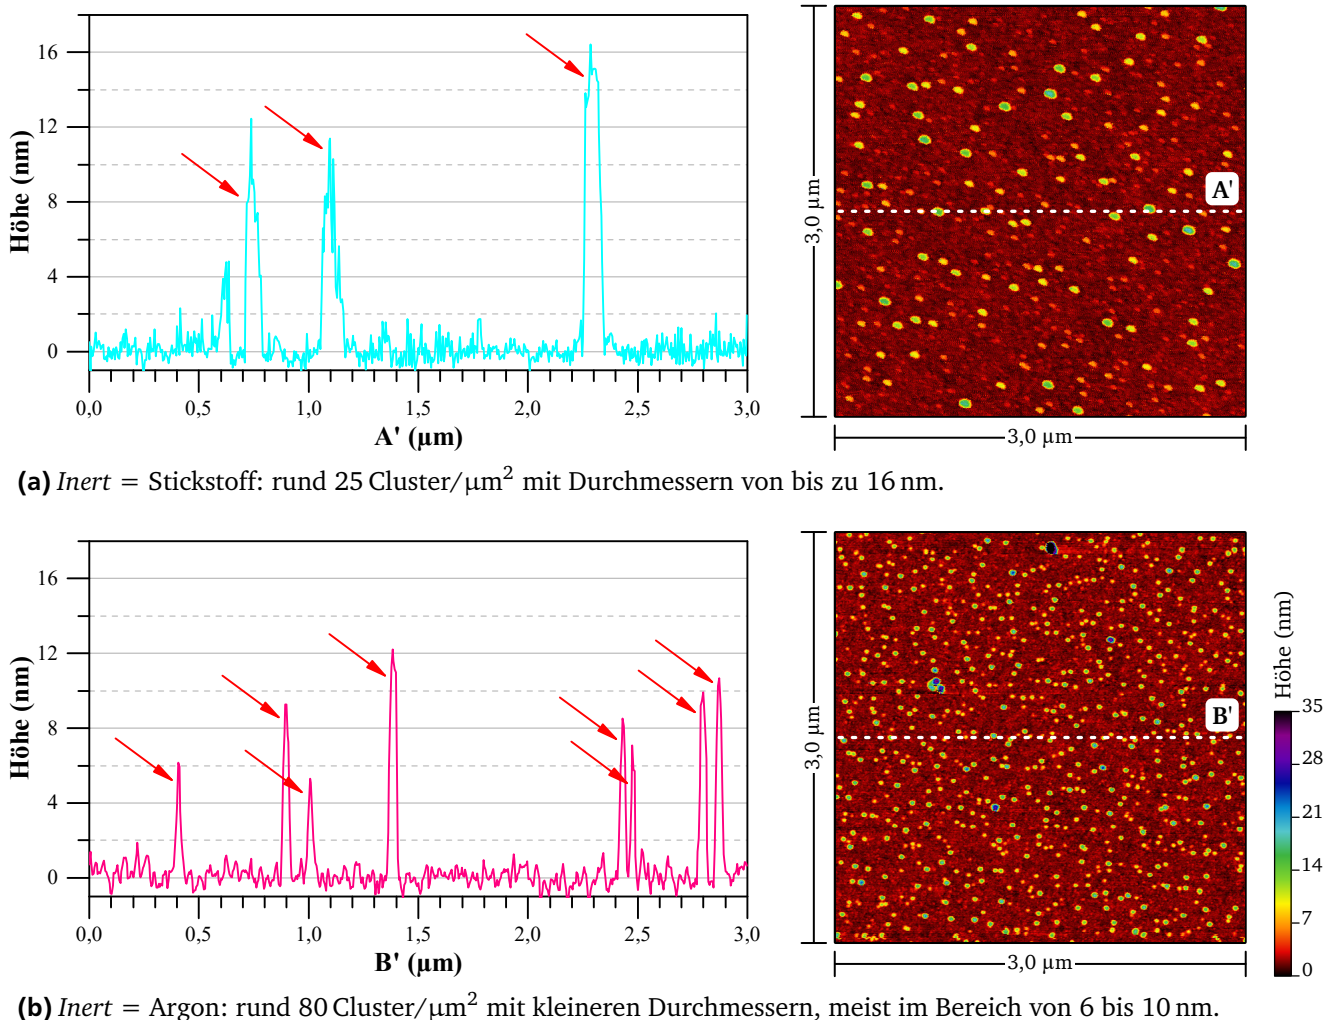 Höhe (nm)
16
12
8
4
0
0,0 0,5 1,0 1,5 2,0 2,5 3,0
A' (µm)
3,0 µm
A'
3,0 µm
(a) Inert = Stickstoff: rund 25 Cluster/µm² mit Durchmessern von bis zu 16 nm.
Höhe (nm)
16
12
8
4
0
0,0 0,5 1,0 1,5 2,0 2,5 3,0
B' (µm)
3,0 µm
B'
3,0 µm
Höhe (nm)
35
28
21
14
7
0
(b) Inert = Argon: rund 80 Cluster/µm² mit kleineren Durchmessern, meist im Bereich von 6 bis 10 nm.